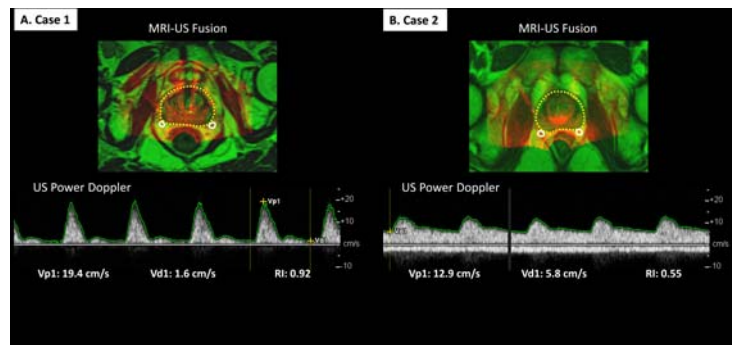 A. Case 1
MRI-US Fusion
US Power Doppler
Vp1
+20
+10
cm/s
-10
Vp1: 19.4 cm/s Vd1: 1.6 cm/s RI: 0.92
B. Case 2
MRI-US Fusion
US Power Doppler
+20
+10
cm/s
-10
Vp1: 12.9 cm/s Vd1: 5.8 cm/s RI: 0.55